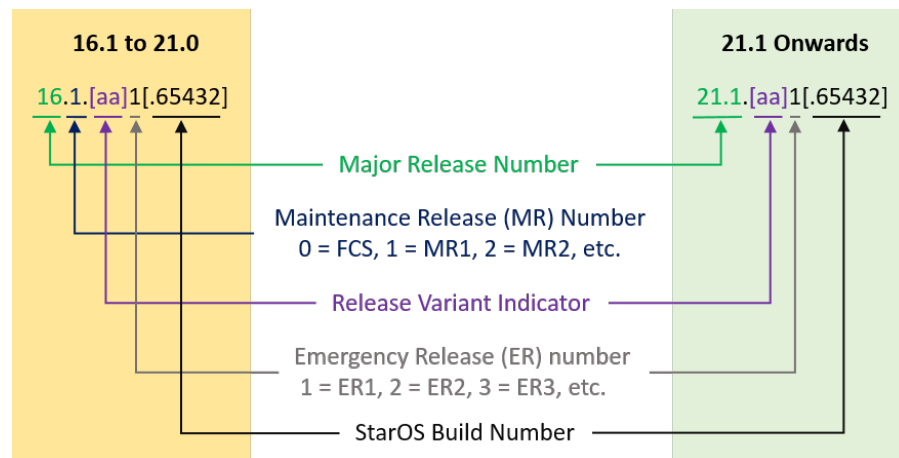 16.1 to 21.0
21.1 Onwards
16.1.[aa]1[.65432]
21.1.[aa]1[.65432]
Major Release Number
Maintenance Release (MR) Number
0 = FCS, 1 = MR1, 2 = MR2, etc.
Release Variant Indicator
Emergency Release (ER) number
1 = ER1, 2 = ER2, 3 = ER3, etc.
StarOS Build Number